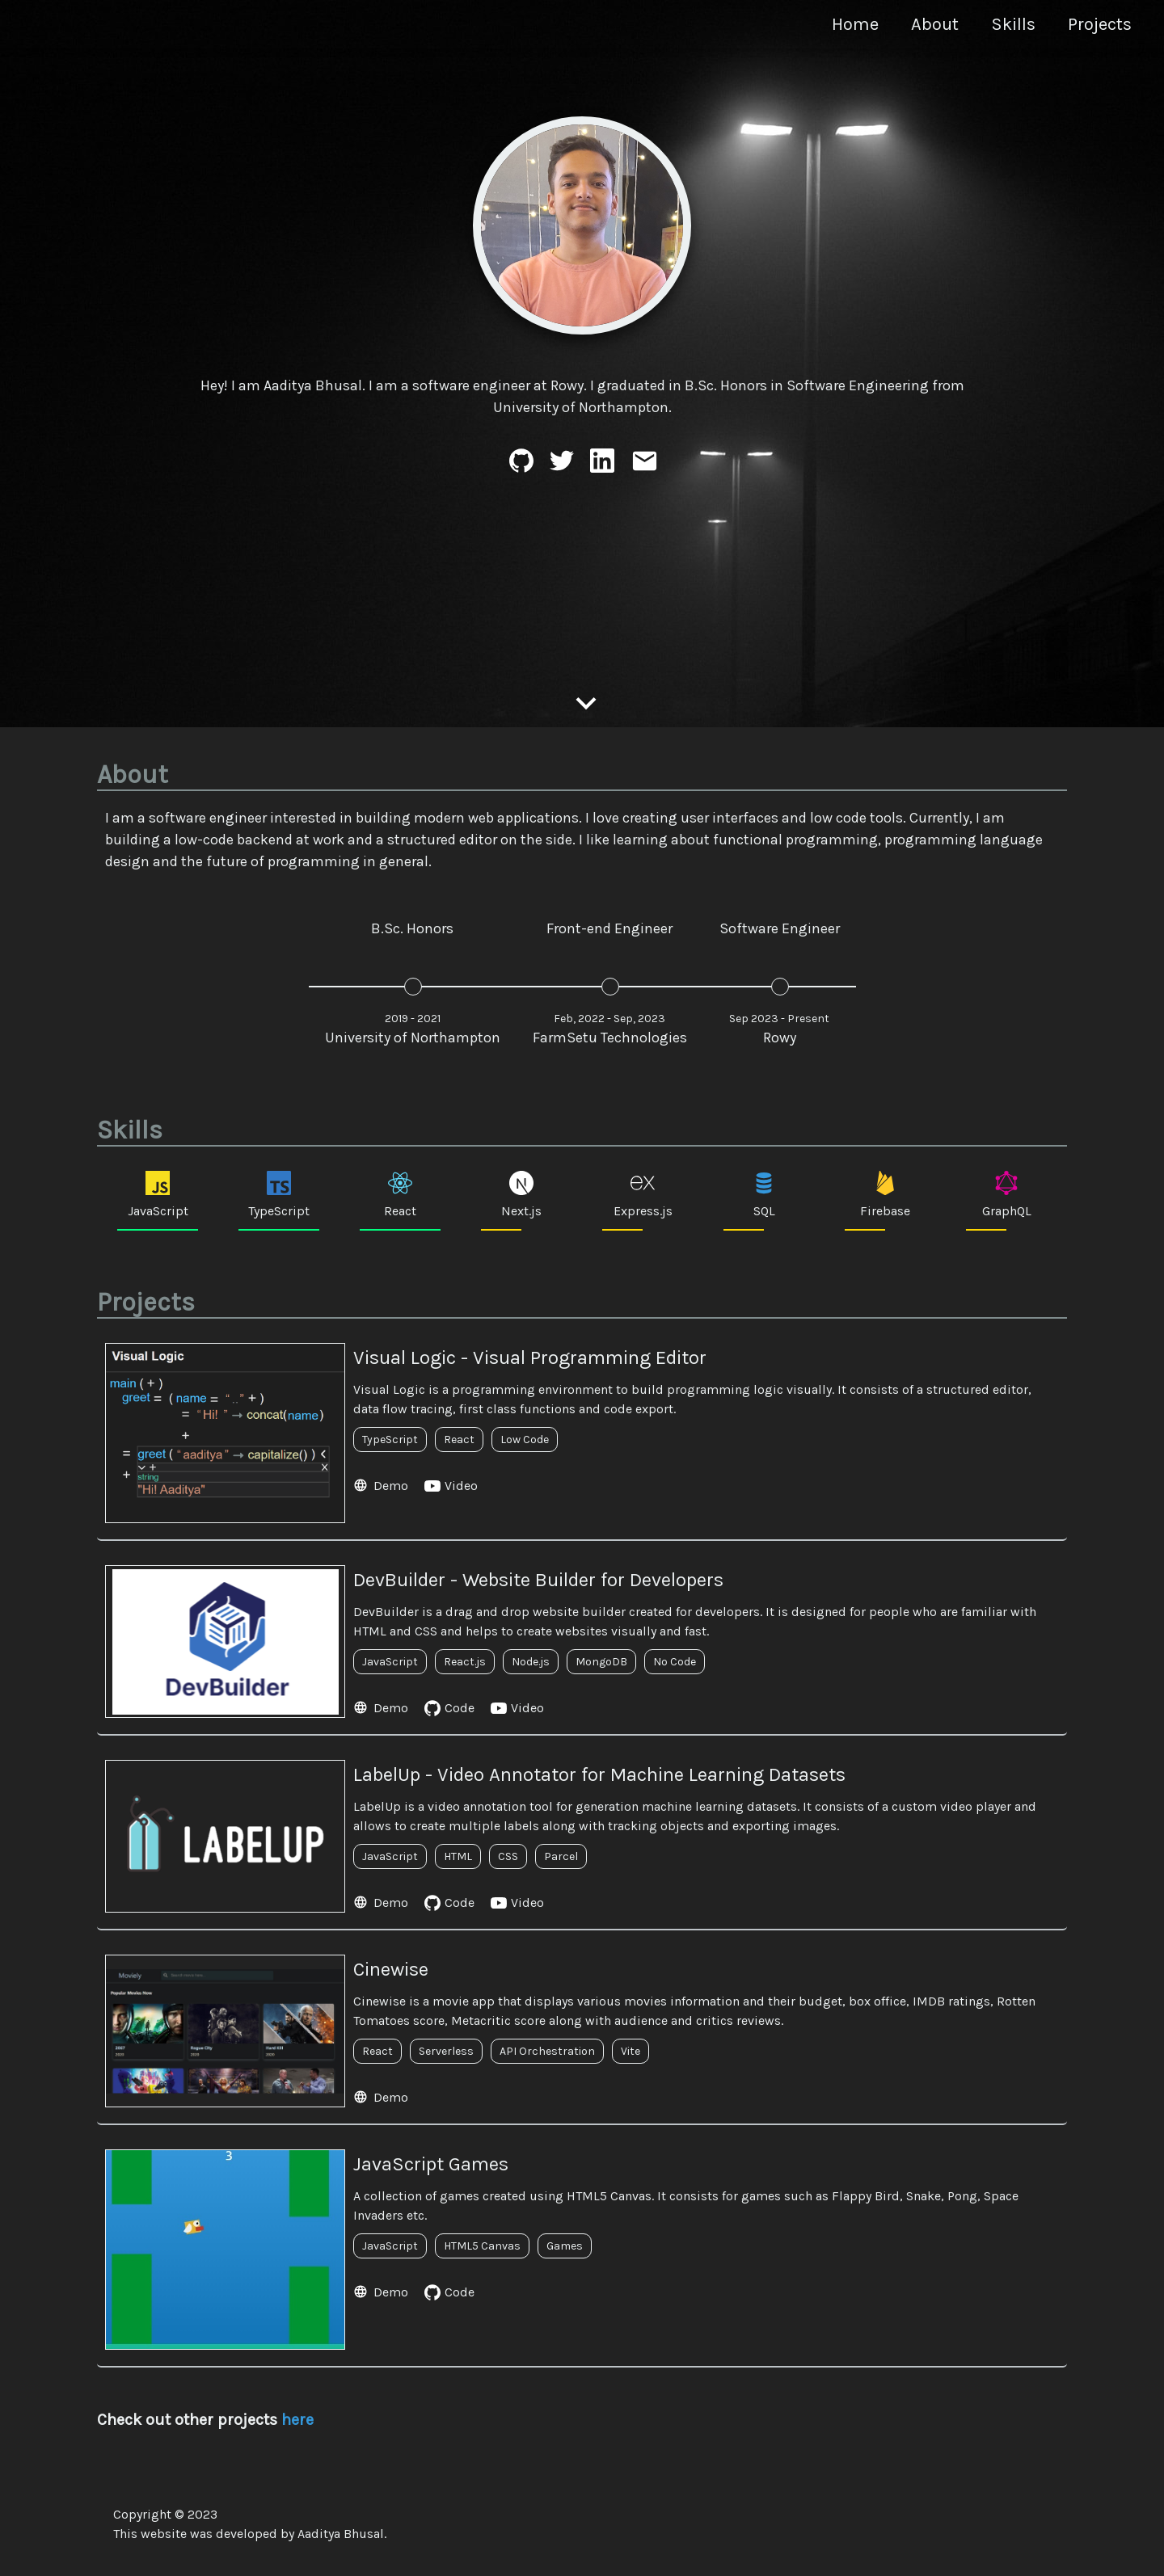 Home About Skills Projects
Hey! I am Aaditya Bhusal. I am a software engineer at Rowy. I graduated in B.Sc. Honors in Software Engineering from
University of Northampton.
About
I am a software engineer interested in building modern web applications. I love creating user interfaces and low code tools. Currently, I am
building a low-code backend at work and a structured editor on the side. I like learning about functional programming, programming language
design and the future of programming in general.
B.Sc. Honors Front-end Engineer Software Engineer
2019 - 2021 Feb, 2022 - Sep, 2023 Sep 2023 - Present
University of Northampton FarmSetu Technologies Rowy
Skills
JS TS N ex
JavaScript TypeScript React Next.js Express.js SQL Firebase GraphQL
Projects
Visual Logic
main ( + )
greet = ( name = " .. " + )
= "Hi! " → concat(name)
+
= greet ( "aaditya" → capitalize() ) <
+ string
"Hi! Aaditya"
Visual Logic - Visual Programming Editor
Visual Logic is a programming environment to build programming logic visually. It consists of a structured editor,
data flow tracing, first class functions and code export.
TypeScript React Low Code
Demo Video
DevBuilder
DevBuilder - Website Builder for Developers
DevBuilder is a drag and drop website builder created for developers. It is designed for people who are familiar with
HTML and CSS and helps to create websites visually and fast.
JavaScript React.js Node.js MongoDB No Code
Demo Code Video
LABELUP
LabelUp - Video Annotator for Machine Learning Datasets
LabelUp is a video annotation tool for generation machine learning datasets. It consists of a custom video player and
allows to create multiple labels along with tracking objects and exporting images.
JavaScript HTML CSS Parcel
Demo Code Video
Moviely
Popular Movies Now
2067 Rogue City Hard Kill
Cinewise
Cinewise is a movie app that displays various movies information and their budget, box office, IMDB ratings, Rotten
Tomatoes score, Metacritic score along with audience and critics reviews.
React Serverless API Orchestration Vite
Demo
3
JavaScript Games
A collection of games created using HTML5 Canvas. It consists for games such as Flappy Bird, Snake, Pong, Space
Invaders etc.
JavaScript HTML5 Canvas Games
Demo Code
Check out other projects here
Copyright © 2023
This website was developed by Aaditya Bhusal.